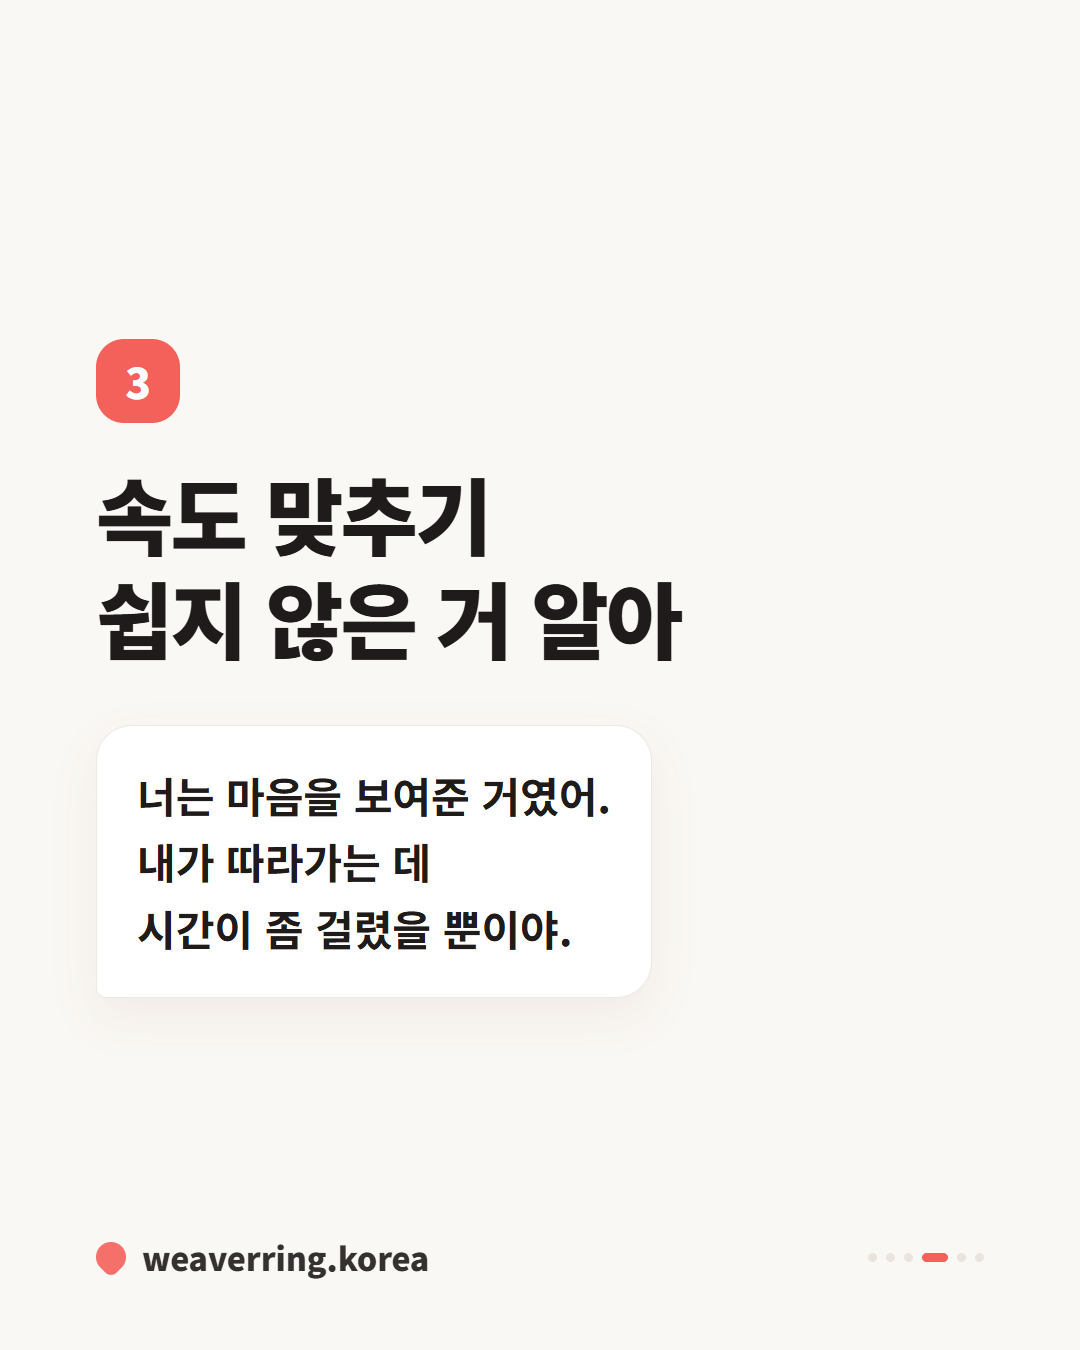 3
속도 맞추기
쉽지 않은 거 알아
너는 마음을 보여준 거였어.
내가 따라가는 데
시간이 좀 걸렸을 뿐이야.
weaverring.korea